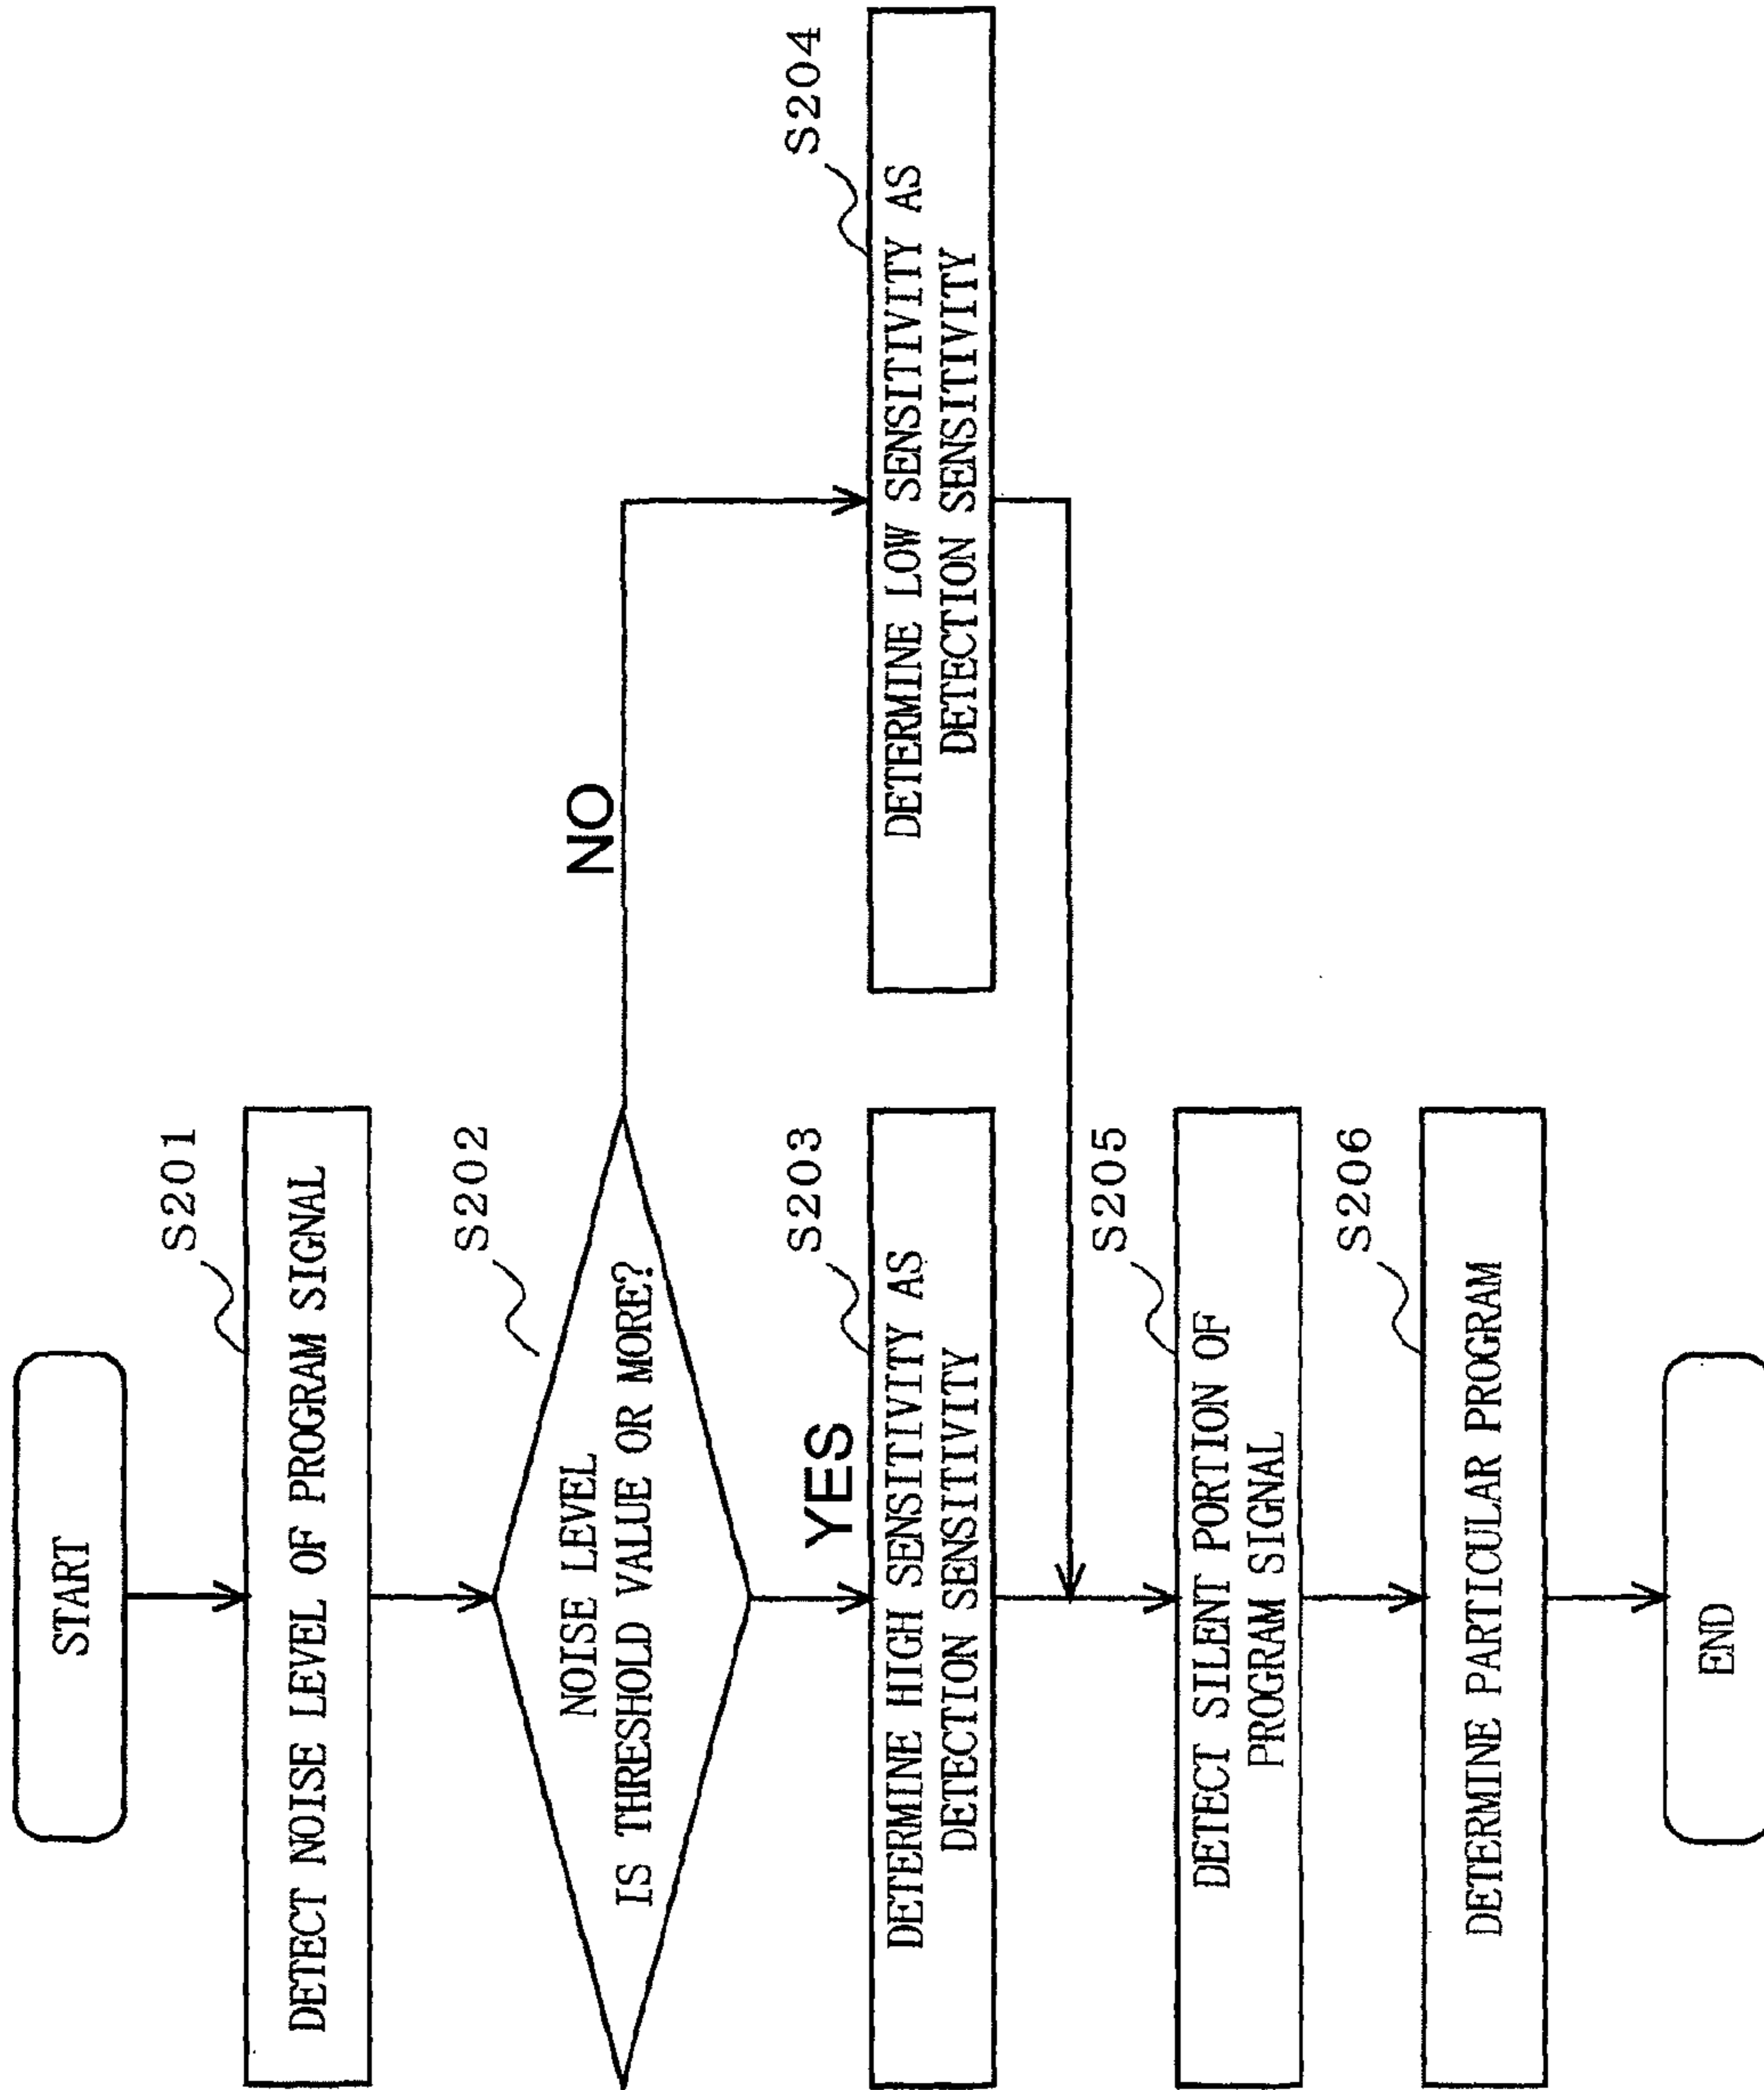 START
S201
DETECT NOISE LEVEL OF PROGRAM SIGNAL
S202
NOISE LEVEL
IS THRESHOLD VALUE OR MORE?
NO
YES
S203
DETERMINE HIGH SENSITIVITY AS
DETECTION SENSITIVITY
S204
DETERMINE LOW SENSITIVITY AS
DETECTION SENSITIVITY
S205
DETECT SILENT PORTION OF
PROGRAM SIGNAL
S206
DETERMINE PARTICULAR PROGRAM
END